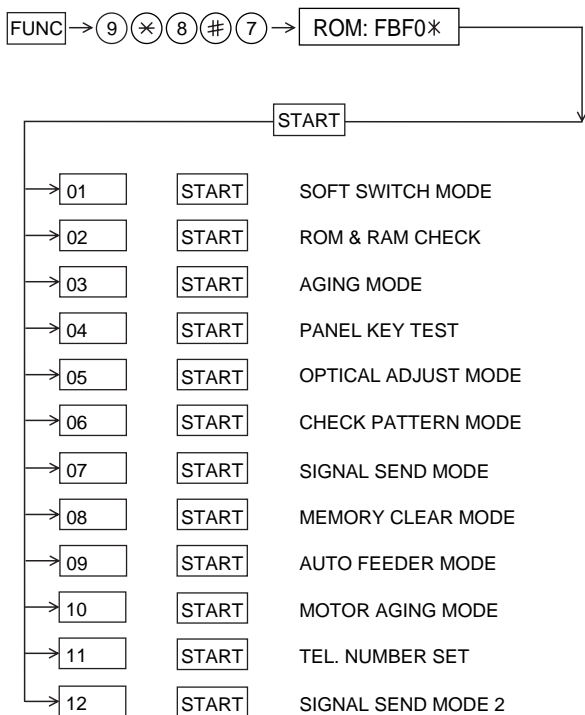 FUNC 9 * 8 # 7 ROM: FBF0*
START
01 START SOFT SWITCH MODE
02 START ROM & RAM CHECK
03 START AGING MODE
04 START PANEL KEY TEST
05 START OPTICAL ADJUST MODE
06 START CHECK PATTERN MODE
07 START SIGNAL SEND MODE
08 START MEMORY CLEAR MODE
09 START AUTO FEEDER MODE
10 START MOTOR AGING MODE
11 START TEL. NUMBER SET
12 START SIGNAL SEND MODE 2